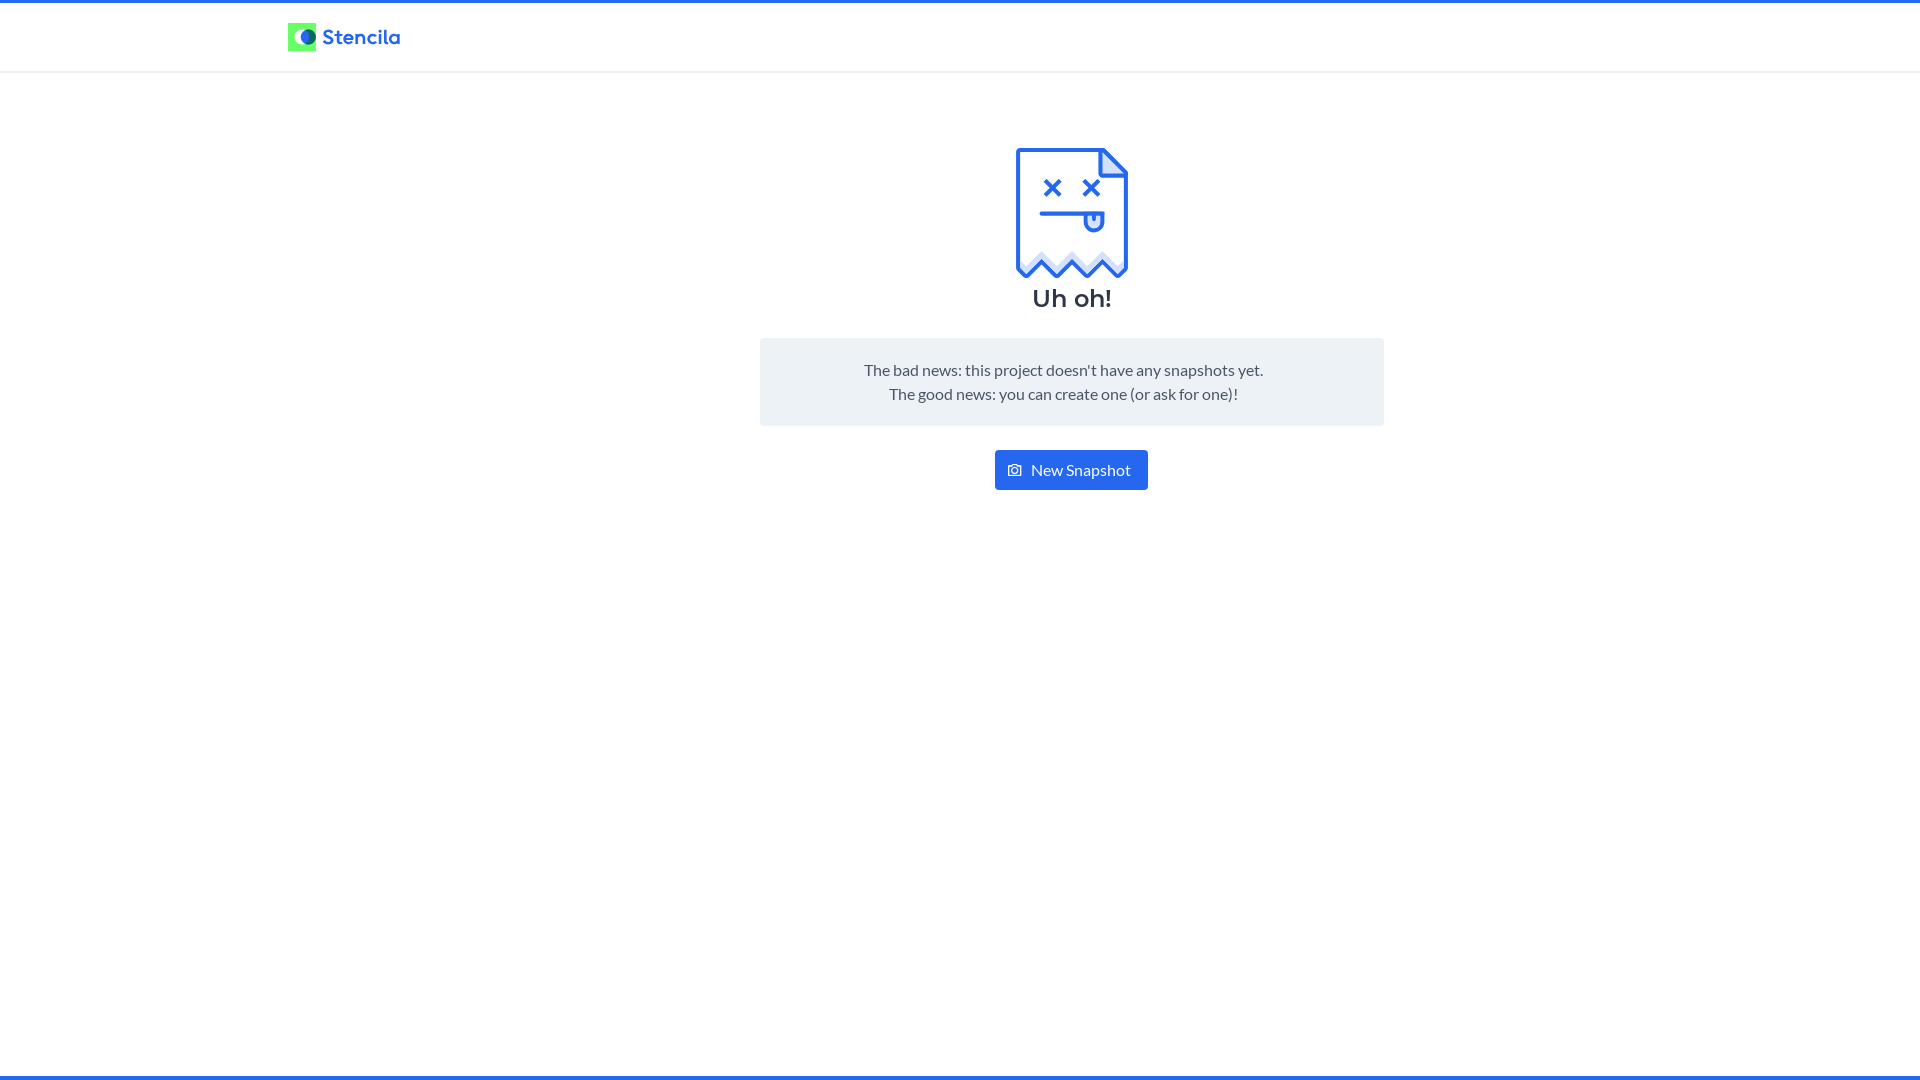 Stencila
Uh oh!
The bad news: this project doesn't have any snapshots yet.
The good news: you can create one (or ask for one)!
New Snapshot